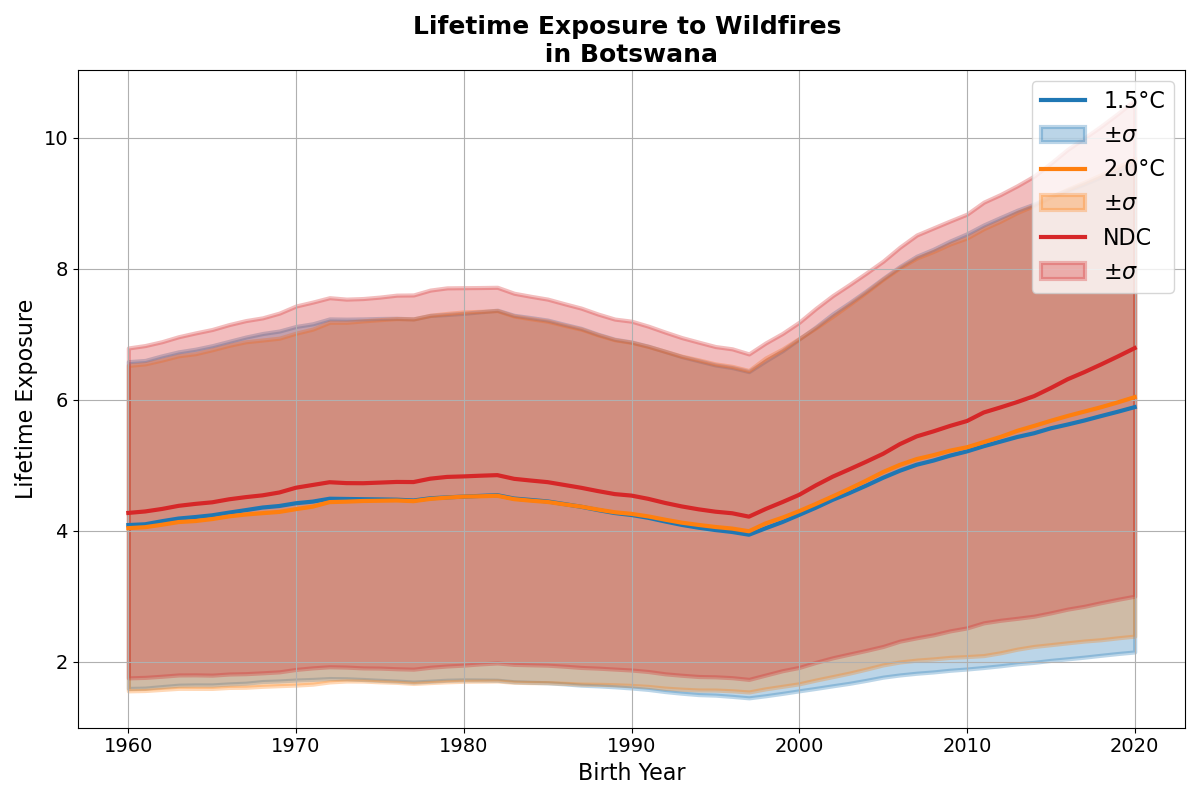 Lifetime Exposure to Wildfires
in Botswana
Lifetime Exposure
10
8
6
4
2
1960
1970
1980
1990
2000
2010
2020
Birth Year
1.5°C
±σ
2.0°C
±σ
NDC
±σ